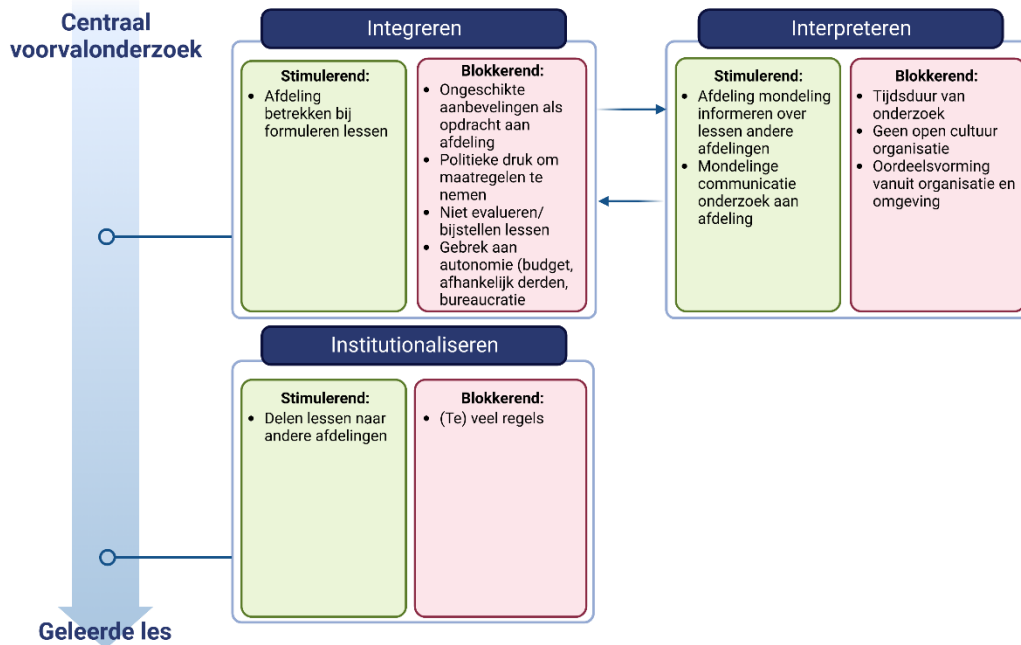 Centraal
voorvalonderzoek
Integreren
Stimulerend:
• Afdeling
betrekken bij
formuleren lessen
Blokkerend:
• Ongeschikte
aanbevelingen als
opdracht aan
afdeling
• Politieke druk om
maatregelen te
nemen
• Niet evalueren/
bijstellen lessen
• Gebrek aan
autonomie (budget,
afhankelijk derden,
bureaucratie
Interpreteren
Stimulerend:
• Afdeling mondeling
informeren over
lessen andere
afdelingen
• Mondelinge
communicatie
onderzoek aan
afdeling
Blokkerend:
• Tijdsduur van
onderzoek
• Geen open cultuur
organisatie
• Oordeelsvorming
vanuit organisatie en
omgeving
Institutionaliseren
Stimulerend:
• Delen lessen naar
andere afdelingen
Blokkerend:
• (Te) veel regels
Geleerde les